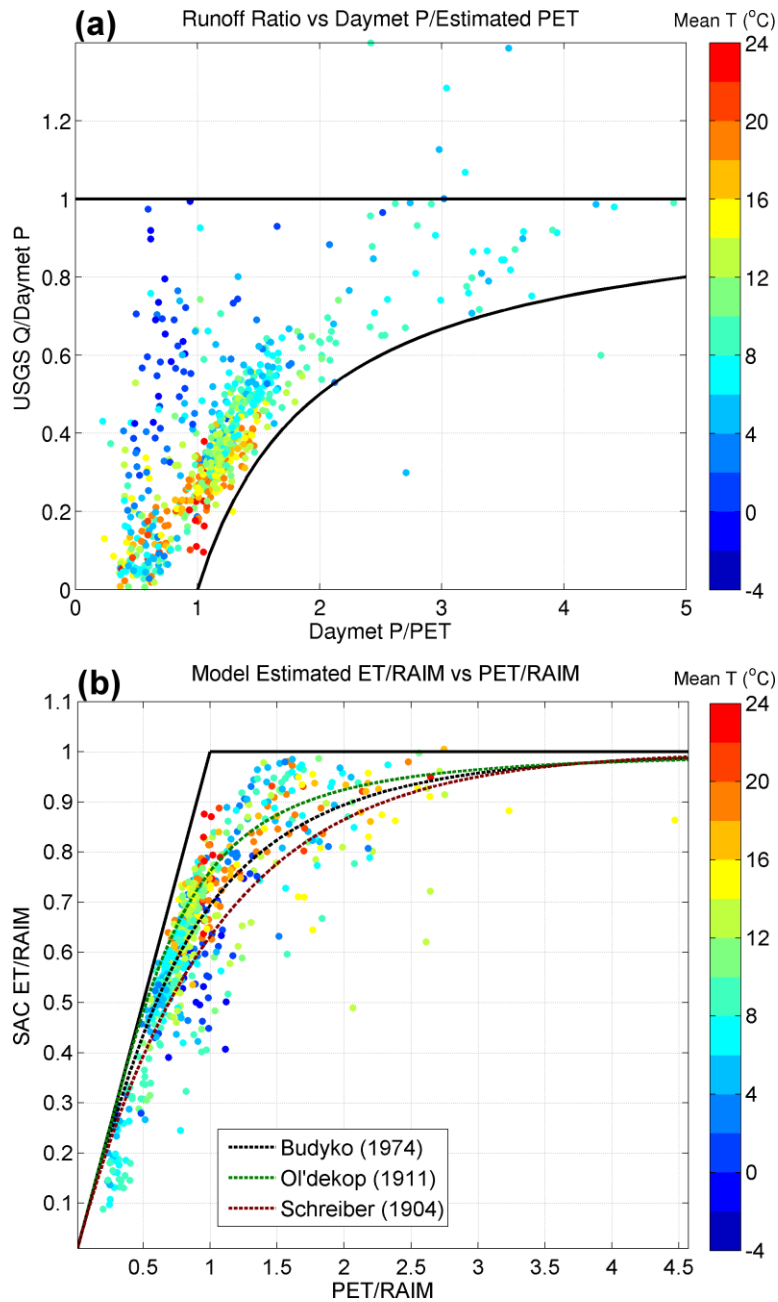 (a)
Runoff Ratio vs Daymet P/Estimated PET
Mean T (°C)
USGS Q/Daymet P
1.2
1
0.8
0.6
0.4
0.2
0
0 1 2 3 4 5
Daymet P/PET
24
20
16
12
8
4
0
-4
(b)
Model Estimated ET/RAIM vs PET/RAIM
Mean T (°C)
SAC ET/RAIM
1.1
1
0.9
0.8
0.7
0.6
0.5
0.4
0.3
0.2
0.1
Budyko (1974)
Ol'dekop (1911)
Schreiber (1904)
0.5 1 1.5 2 2.5 3 3.5 4 4.5
PET/RAIM
24
20
16
12
8
4
0
-4